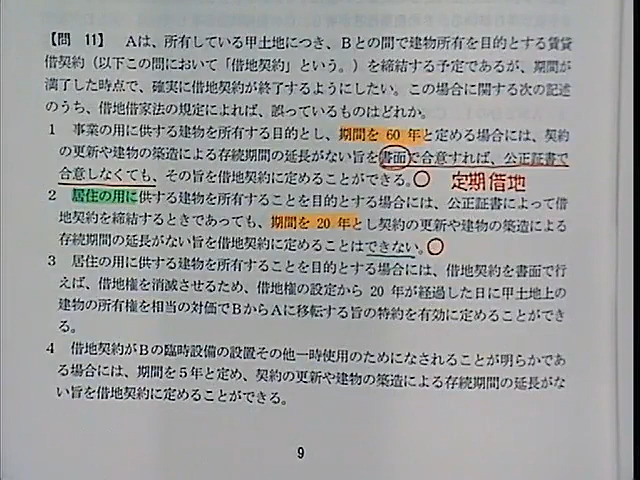 【問 11】 Aは、所有している甲土地につき、Bとの間で建物所有を目的とする賃貸
借契約（以下この問において「借地契約」という。）を締結する予定であるが、期間が
満了した時点で、確実に借地契約が終了するようにしたい。この場合に関する次の記述
のうち、借地借家法の規定によれば、誤っているものはどれか。
1 事業の用に供する建物を所有する目的とし、期間を 60 年と定める場合には、契約
の更新や建物の築造による存続期間の延長がない旨を書面で合意すれば、公正証書で
合意しなくても、その旨を借地契約に定めることができる。○ 定期借地
2 居住の用に供する建物を所有することを目的とする場合には、公正証書によって借
地契約を締結するときであっても、期間を 20 年とし契約の更新や建物の築造による
存続期間の延長がない旨を借地契約に定めることはできない。○
3 居住の用に供する建物を所有することを目的とする場合には、借地契約を書面で行
えば、借地権を消滅させるため、借地権の設定から 20 年が経過した日に甲土地上の
建物の所有権を相当の対価でBからAに移転する旨の特約を有効に定めることができ
る。
4 借地契約がBの臨時設備の設置その他一時使用のためになされることが明らかであ
る場合には、期間を5年と定め、契約の更新や建物の築造による存続期間の延長がな
い旨を借地契約に定めることができる。
9